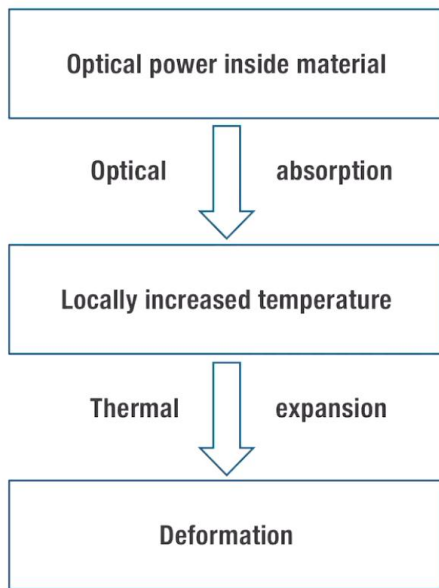 Optical power inside material
Optical absorption
Locally increased temperature
Thermal expansion
Deformation